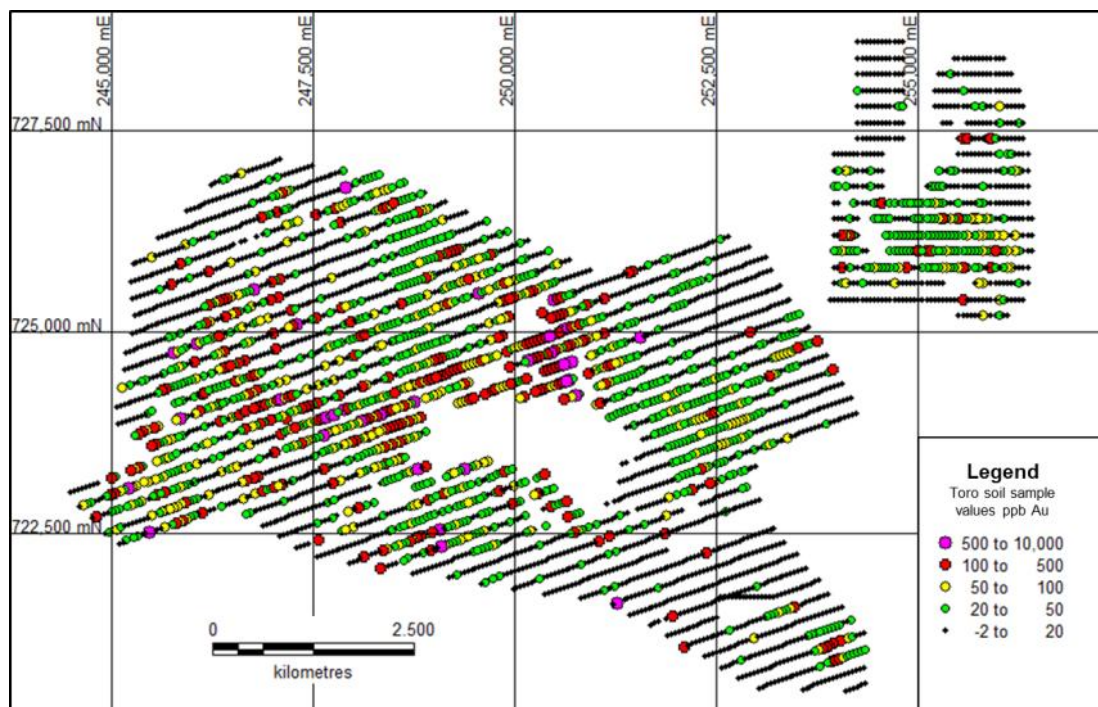 245,000 mE
247,500 mE
250,000 mE
252,500 mE
255,000 mE
727,500 mN
725,000 mN
722,500 mN
0 2.500
kilometres
Legend
Toro soil sample
values ppb Au
500 to 10,000
100 to 500
50 to 100
20 to 50
-2 to 20